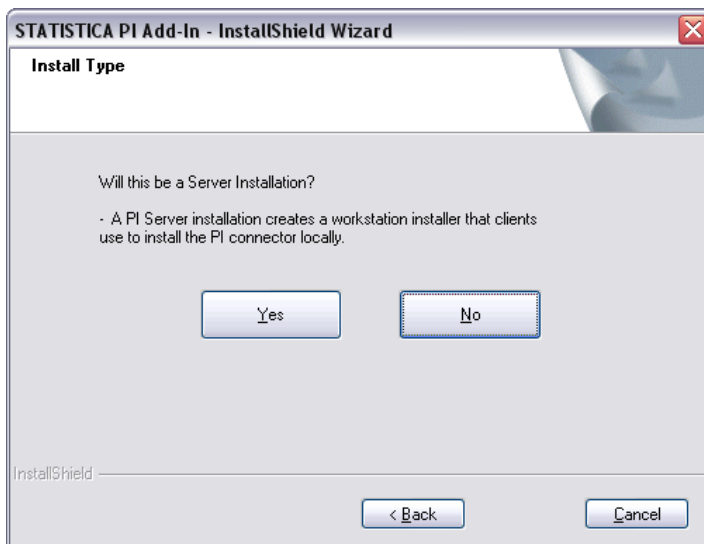 STATISTICA PI Add-In - InstallShield Wizard
Install Type
Will this be a Server Installation?
- A PI Server installation creates a workstation installer that clients
use to install the PI connector locally.
Yes No
InstallShield
< Back Cancel